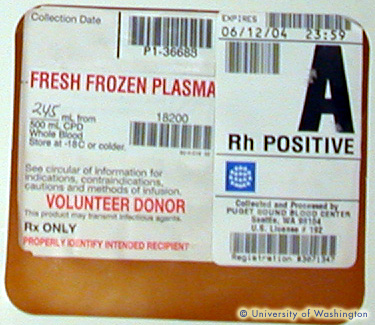 Collection Date
P1-36683
FRESH FROZEN PLASMA
245 mL from
500 mL CPD
Whole Blood
Store at -18C or colder.
18200
See circular of information for
indications, contraindications,
cautions and methods of infusion.
VOLUNTEER DONOR
This product may transmit infectious agents.
Rx ONLY
PROPERLY IDENTIFY INTENDED RECIPIENT
EXPIRES
06/12/04 23:59
A
Rh POSITIVE
Collected and Processed by
PUGET SOUND BLOOD CENTER
Seattle, WA 98104
U.S. License # 192
Registration #3071347
© University of Washington